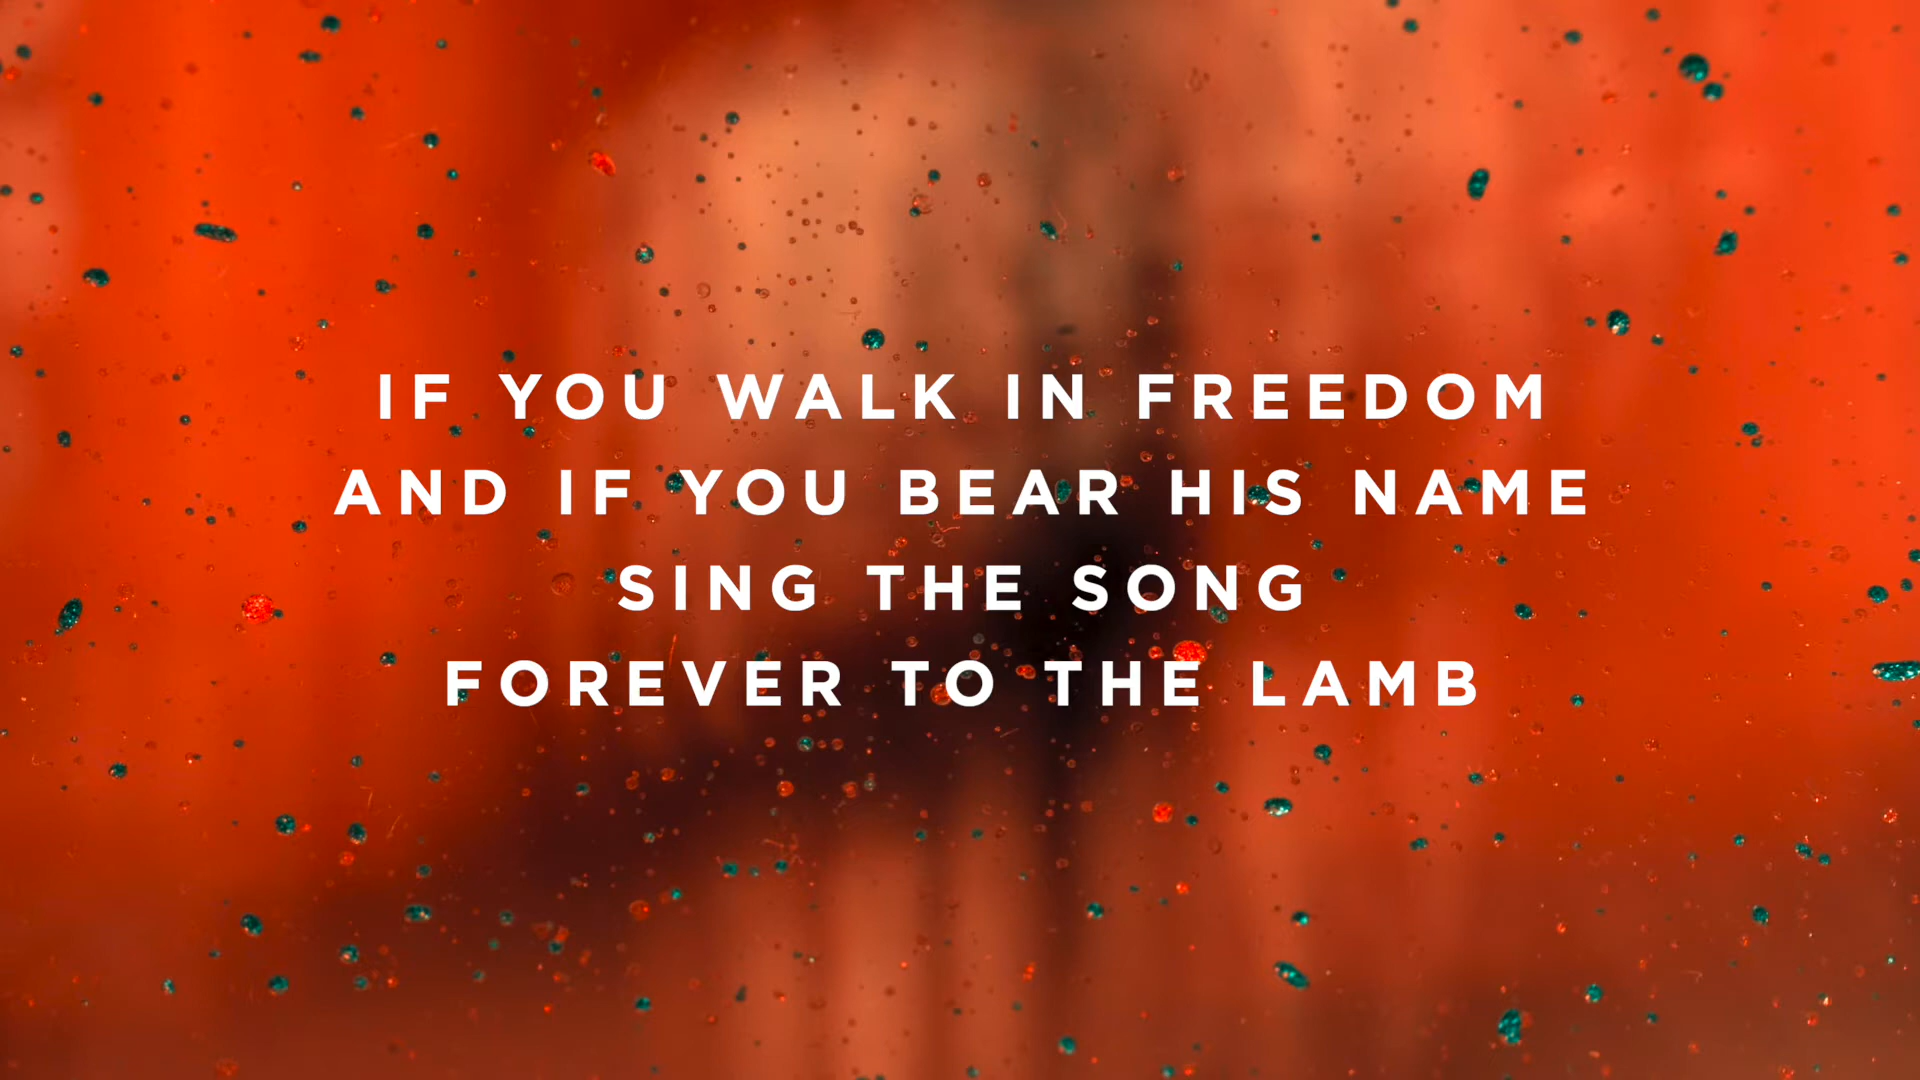 IF YOU WALK IN FREEDOM
AND IF YOU BEAR HIS NAME
SING THE SONG
FOREVER TO THE LAMB